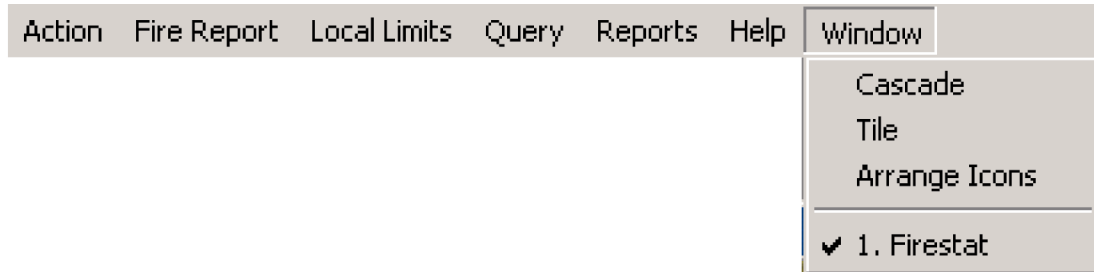 Action Fire Report Local Limits Query Reports Help Window
Cascade
Tile
Arrange Icons
1. Firestat